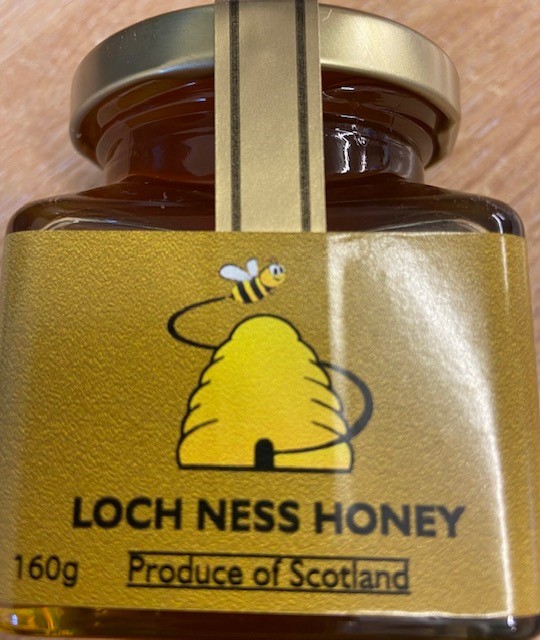 LOCH NESS HONEY
160g Produce of Scotland